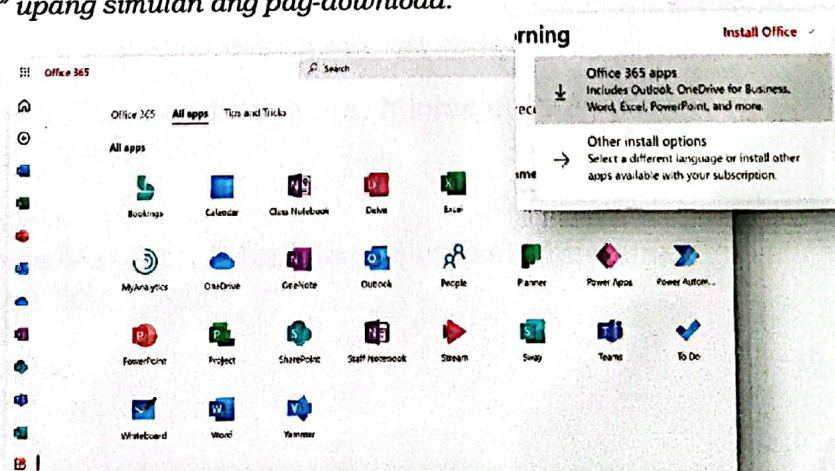 ” upang simulan ang pag-download.
rning
Install Office
Office 365 apps
Includes Outlook, OneDrive for Business,
Word, Excel, PowerPoint, and more.
Other install options
Select a different language or install other
apps available with your subscription.
Office 365
Search
Office 365 All apps Tips and Tricks
All apps
Bookings Calendar Class Notebook Delve Excel
MyAnalytics OneDrive OneNote Outlook People Planner Power Apps Power Autom...
PowerPoint Project SharePoint Staff Notebook Stream Sway Teams To Do
Whiteboard Word Yammer